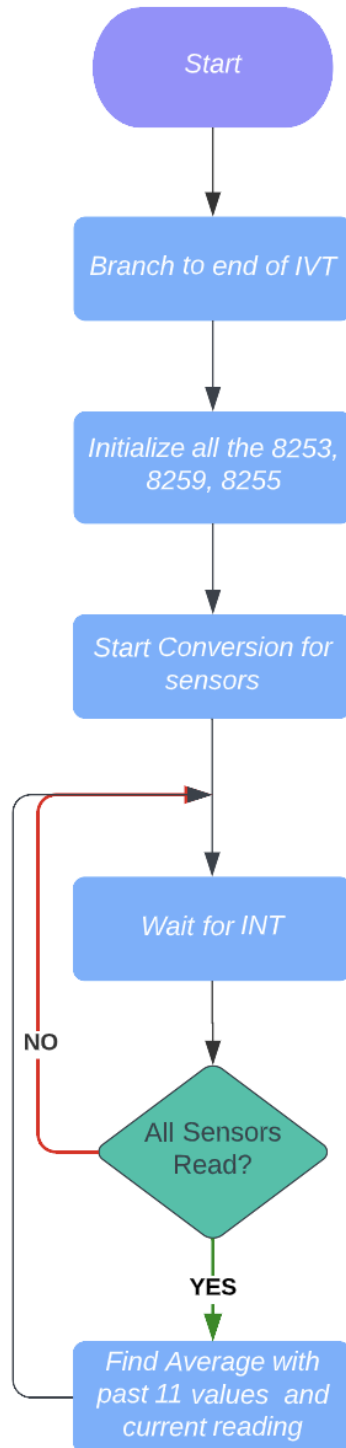 Start
Branch to end of IVT
Initialize all the 8253,
8259, 8255
Start Conversion for
sensors
Wait for INT
NO
All Sensors
Read?
YES
Find Average with
past 11 values and
current reading